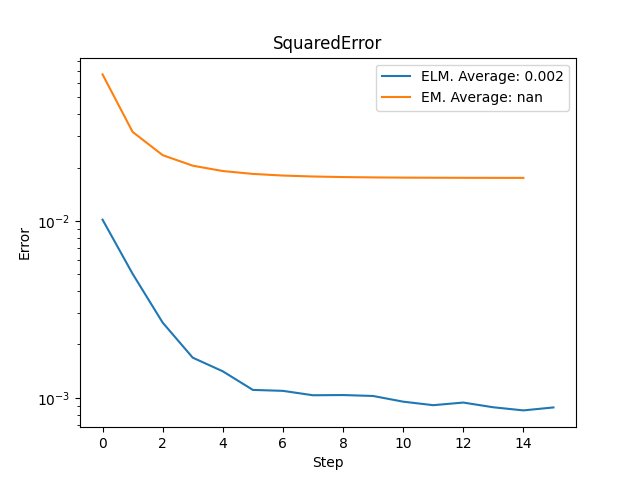 SquaredError
ELM. Average: 0.002
EM. Average: nan
Error
10⁻²
10⁻³
0 2 4 6 8 10 12 14
Step